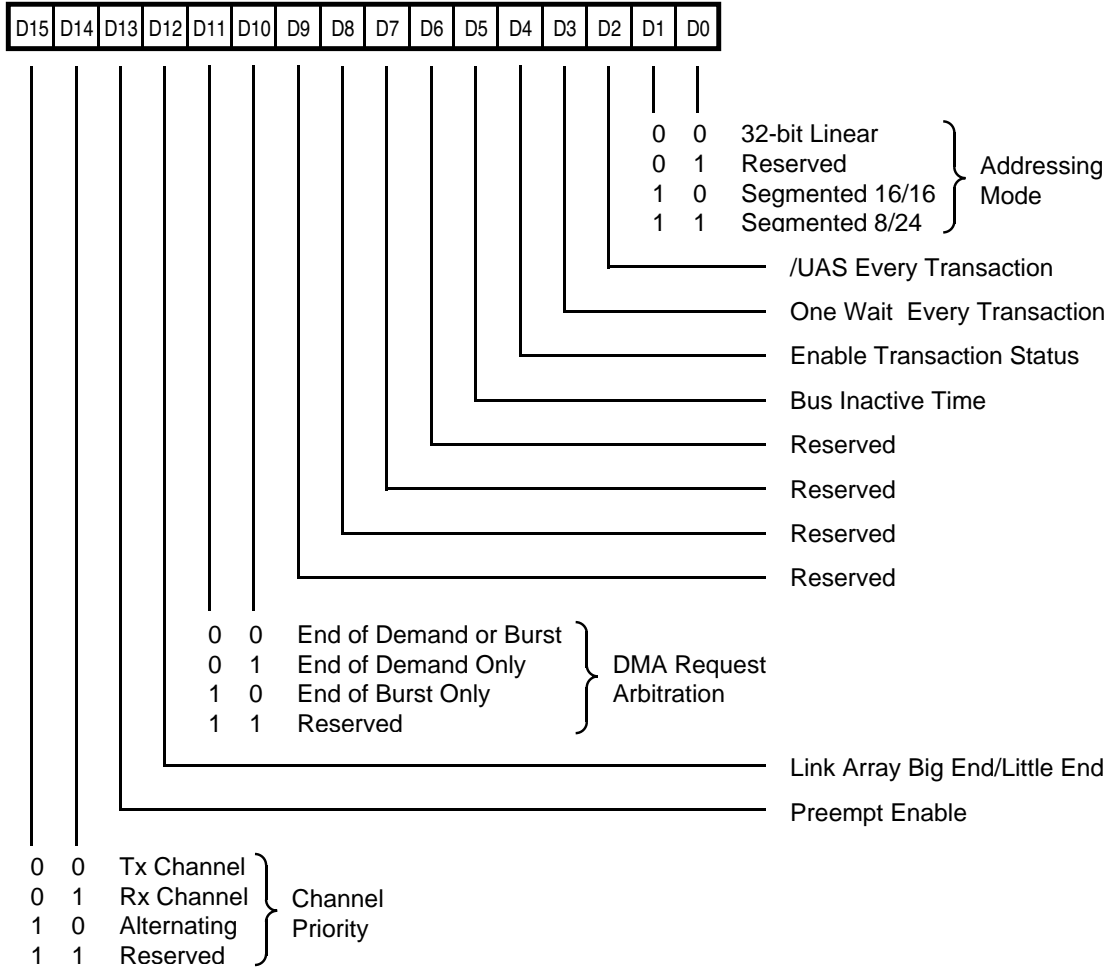 D15 D14 D13 D12 D11 D10 D9 D8 D7 D6 D5 D4 D3 D2 D1 D0
0 0 32-bit Linear
0 1 Reserved
1 0 Segmented 16/16
1 1 Segmented 8/24
Addressing
Mode
/UAS Every Transaction
One Wait Every Transaction
Enable Transaction Status
Bus Inactive Time
Reserved
Reserved
Reserved
Reserved
0 0 End of Demand or Burst
0 1 End of Demand Only
1 0 End of Burst Only
1 1 Reserved
DMA Request
Arbitration
Link Array Big End/Little End
Preempt Enable
0 0 Tx Channel
0 1 Rx Channel
1 0 Alternating
1 1 Reserved
Channel
Priority